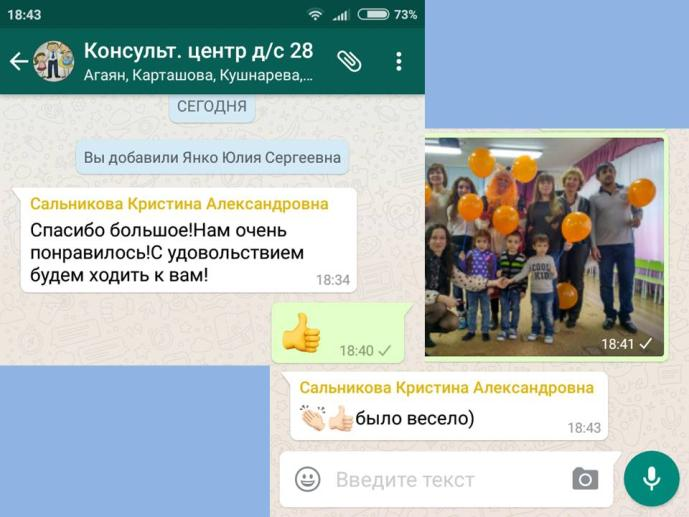 18:43
73%
Консульт. центр д/с 28
Агаян, Карташова, Кушнарева,...
СЕГОДНЯ
Вы добавили Янко Юлия Сергеевна
Сальникова Кристина Александровна
Спасибо большое!Нам очень
понравилось!С удовольствием
будем ходить к вам!
18:34
👍
18:40
COOL
KID
18:41
Сальникова Кристина Александровна
👏👍было весело)
18:43
Введите текст